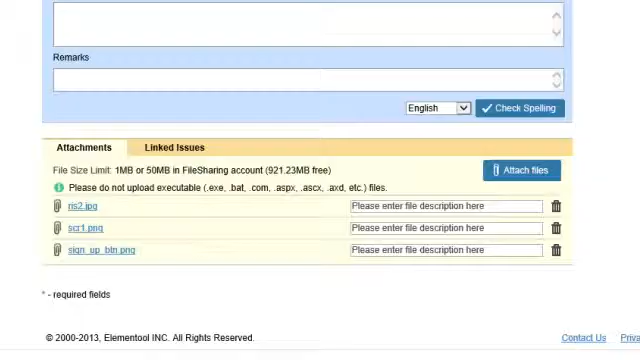 Remarks
English
Check Spelling
Attachments
Linked Issues
File Size Limit: 1MB or 50MB in FileSharing account (921.23MB free)
Attach files
Please do not upload executable (.exe, .bat, .com, .aspx, .ascx, .axd, etc.) files.
ris2.jpg
Please enter file description here
scr1.png
Please enter file description here
sign_up_btn.png
Please enter file description here
* - required fields
© 2000-2013, Elementool INC. All Rights Reserved.
Contact Us
Priva